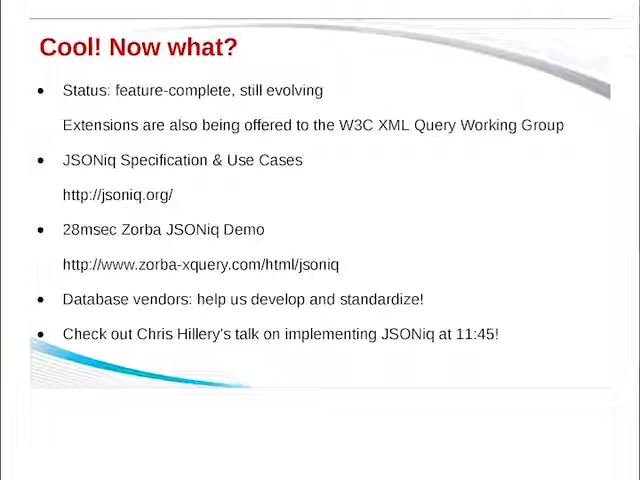 Cool! Now what?
● Status: feature-complete, still evolving
Extensions are also being offered to the W3C XML Query Working Group
● JSONiq Specification & Use Cases
http://jsoniq.org/
● 28msec Zorba JSONiq Demo
http://www.zorba-xquery.com/html/jsoniq
● Database vendors: help us develop and standardize!
● Check out Chris Hillery's talk on implementing JSONiq at 11:45!